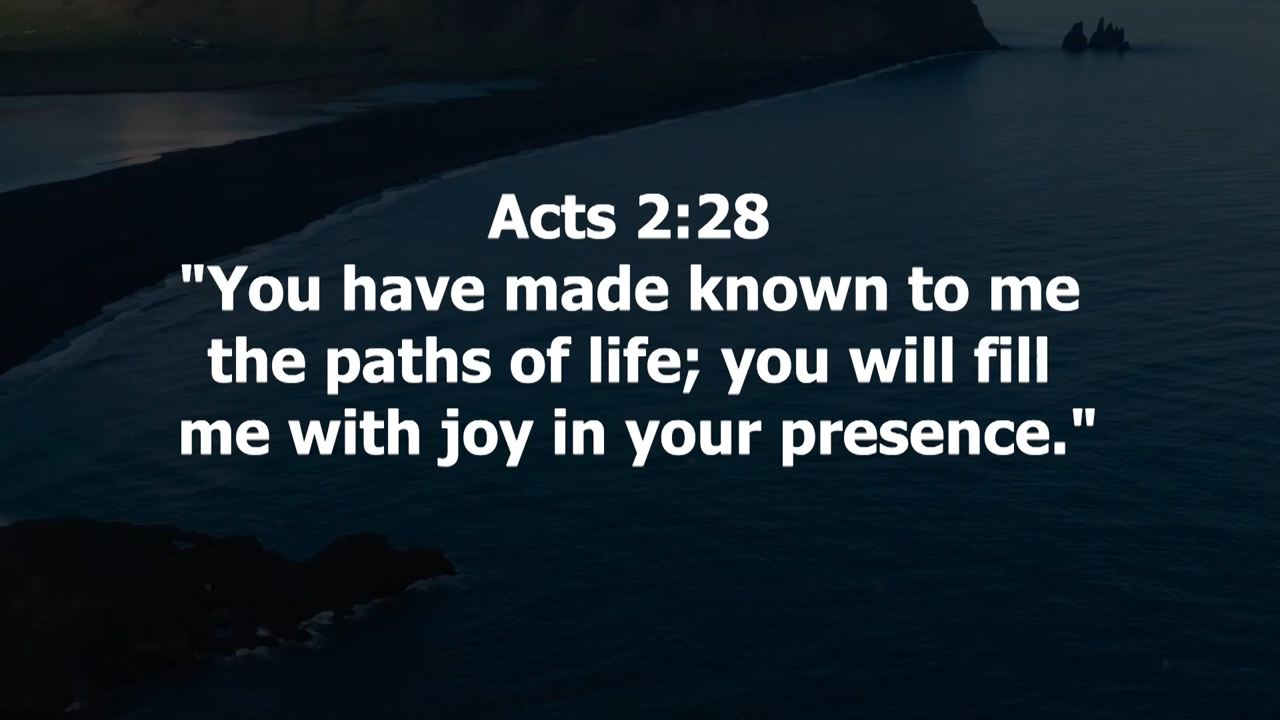 Acts 2:28
"You have made known to me
the paths of life; you will fill
me with joy in your presence."